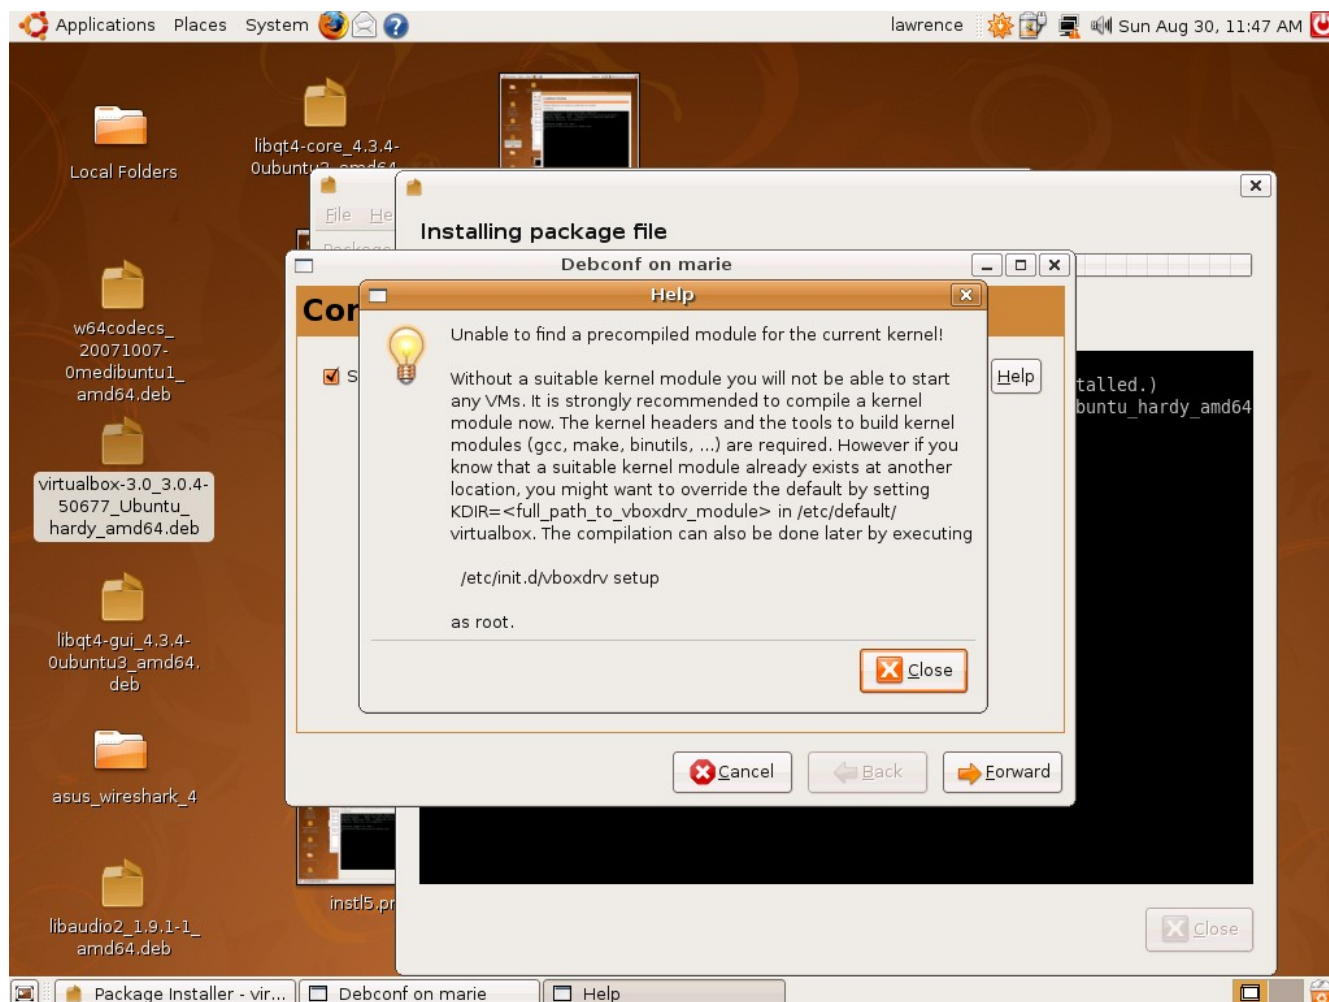 Applications Places System
lawrence
Sun Aug 30, 11:47 AM
Local Folders
libqt4-core_4.3.4-
0ubuntu3_amd64
w64codecs_
20071007-
0medibuntu1_
amd64.deb
virtualbox-3.0_3.0.4-
50677_Ubuntu_
hardy_amd64.deb
libqt4-gui_4.3.4-
0ubuntu3_amd64.
deb
asus_wireshark_4
libaudio2_1.9.1-1_
amd64.deb
instl5.pr
File He
Package
Installing package file
talled.)
buntu_hardy_amd64
Close
Debconf on marie
Cor
S
Help
Cancel
Back
Forward
Help
Unable to find a precompiled module for the current kernel!
Without a suitable kernel module you will not be able to start
any VMs. It is strongly recommended to compile a kernel
module now. The kernel headers and the tools to build kernel
modules (gcc, make, binutils, ...) are required. However if you
know that a suitable kernel module already exists at another
location, you might want to override the default by setting
KDIR=<full_path_to_vboxdrv_module> in /etc/default/
virtualbox. The compilation can also be done later by executing
/etc/init.d/vboxdrv setup
as root.
Close
Package Installer - vir...
Debconf on marie
Help